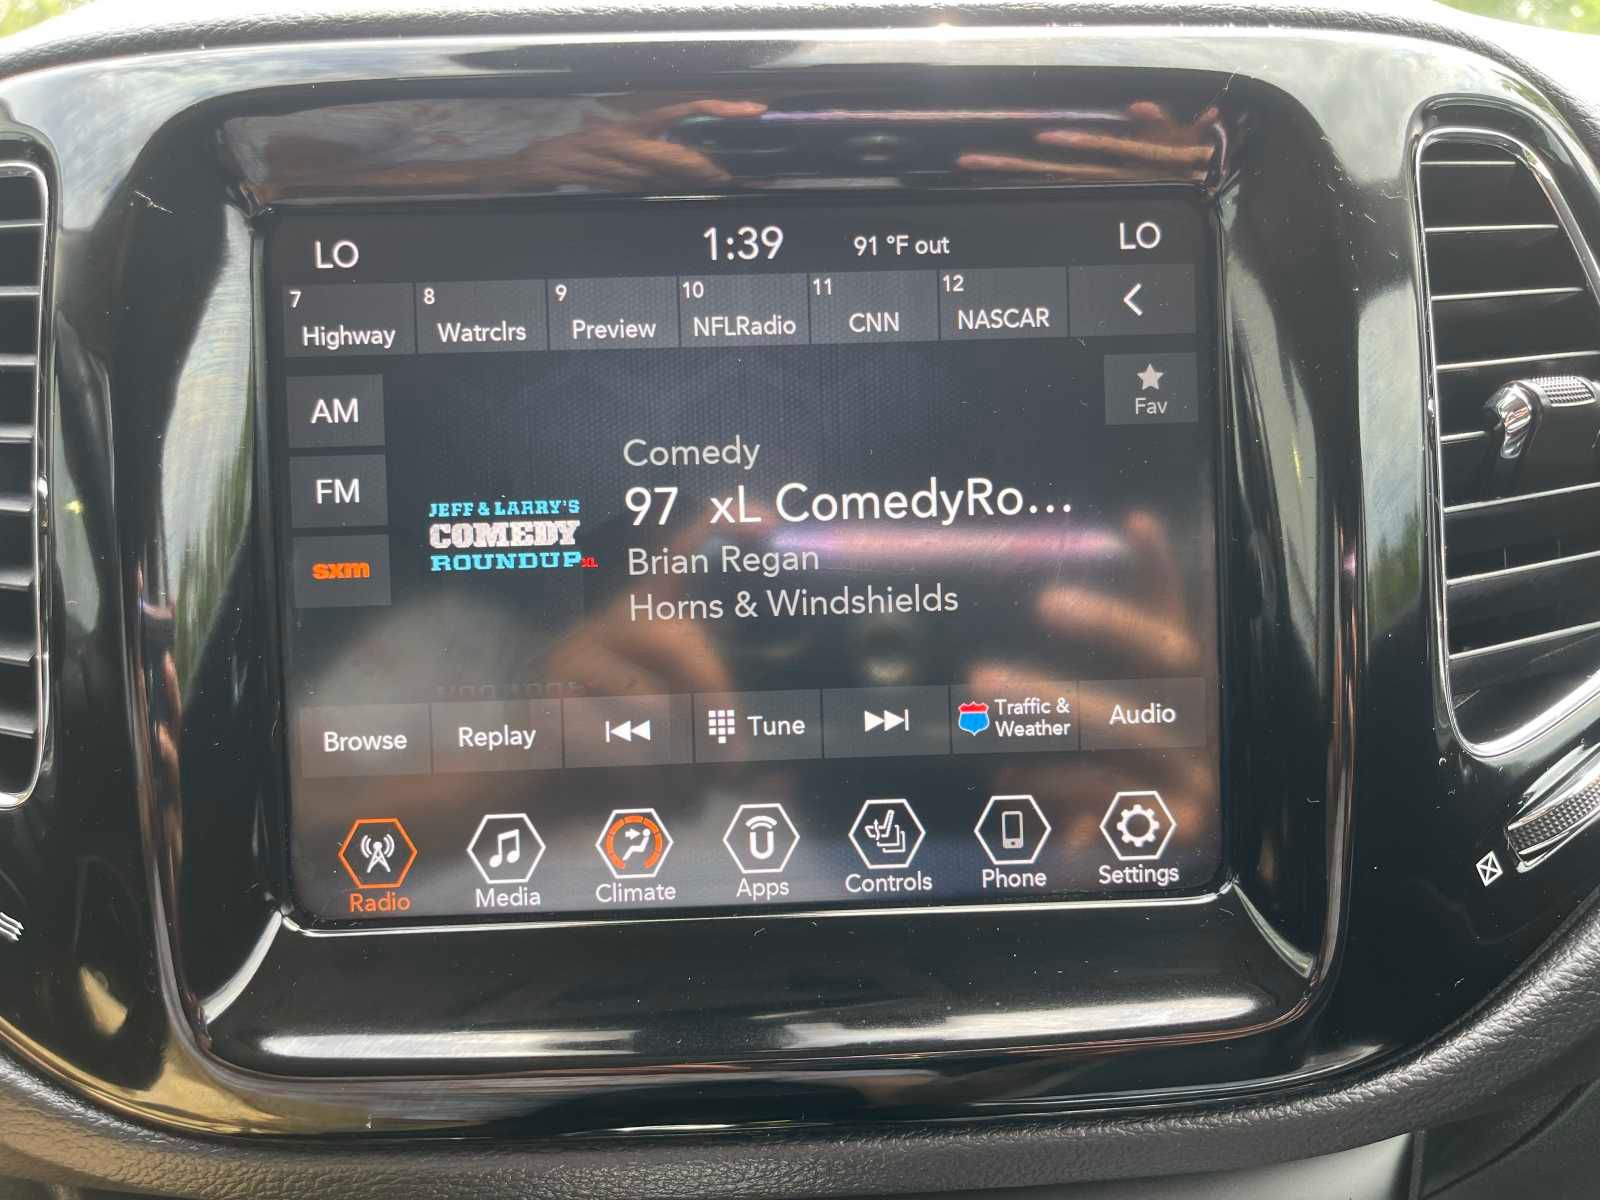 LO 1:39 91 °F out LO
7 8 9 10 11 12
Highway Watrclrs Preview NFLRadio CNN NASCAR
AM
Fav
FM
sxm
JEFF & LARRY'S
COMEDY
ROUNDUP XL
Comedy
97 xL ComedyRo...
Brian Regan
Horns & Windshields
Browse Replay Tune Traffic & Weather Audio
Radio Media Climate Apps Controls Phone Settings